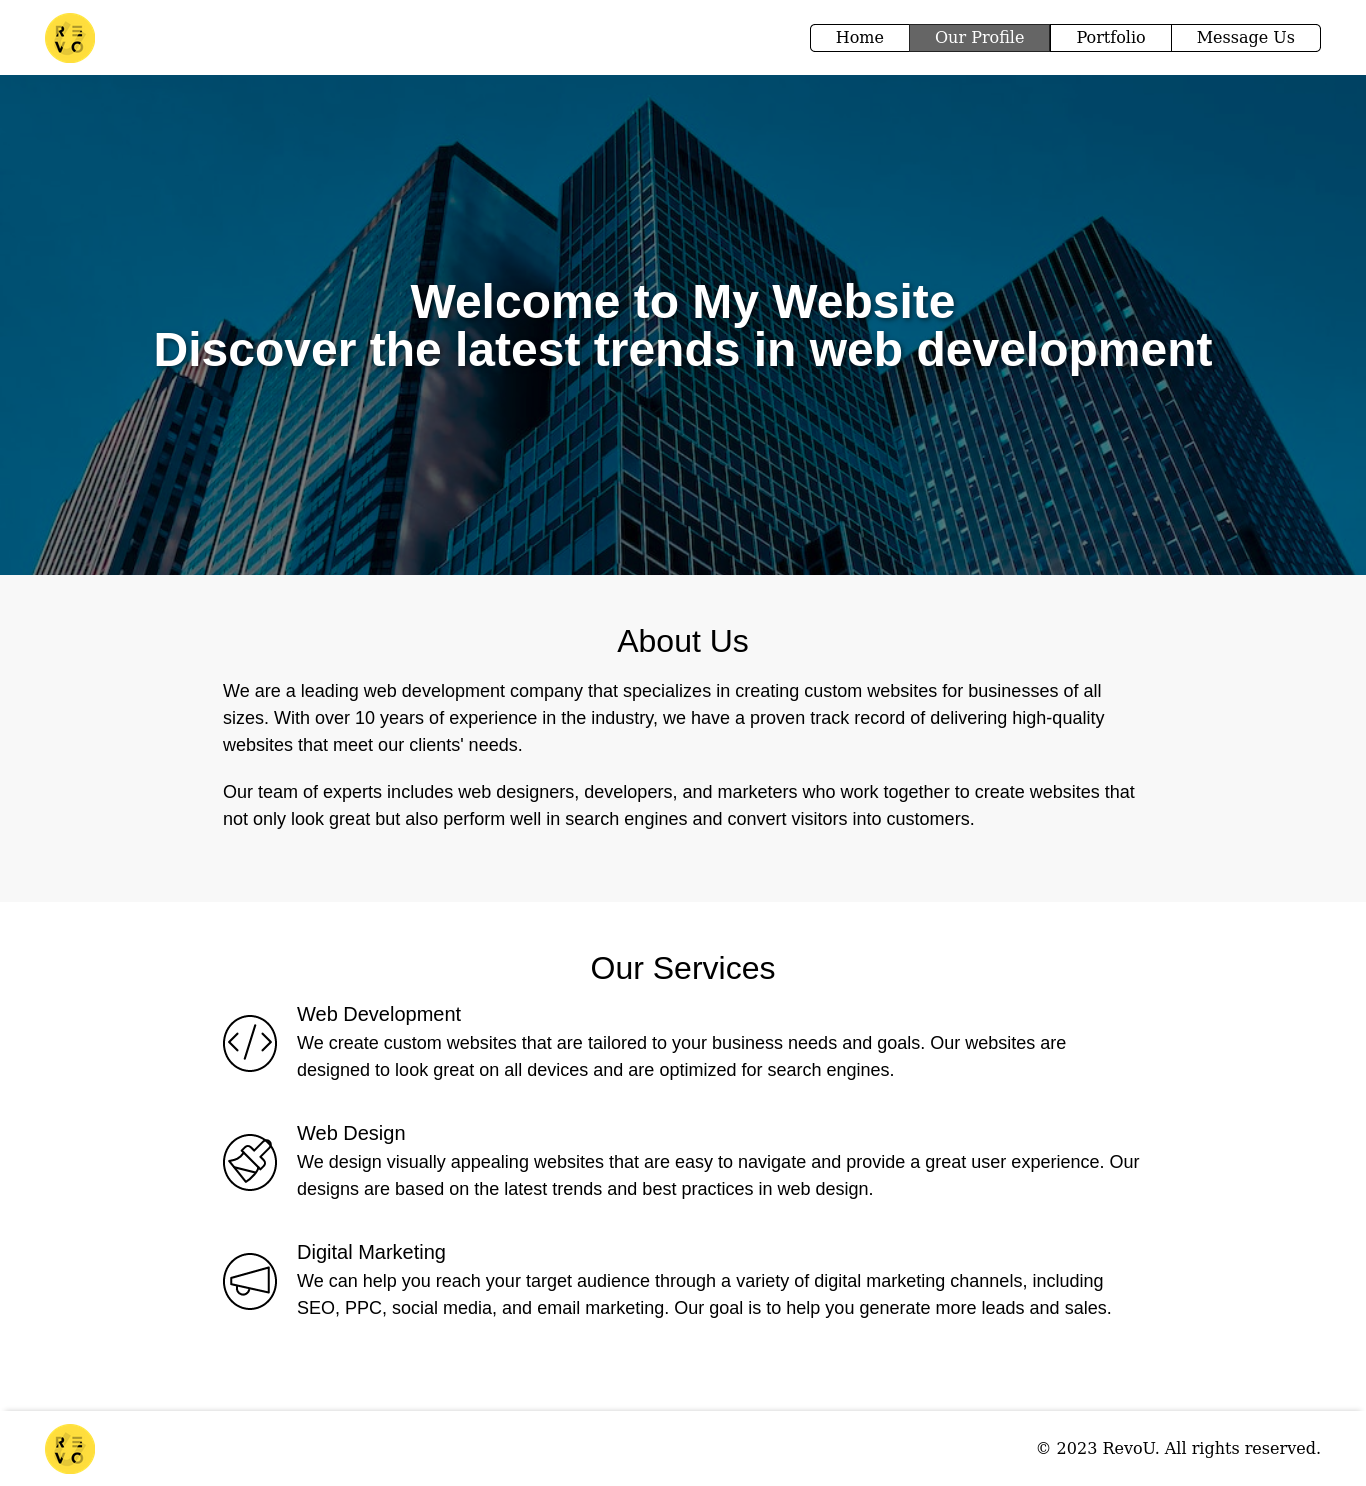 REVO
Home Our Profile Portfolio Message Us
Welcome to My Website
Discover the latest trends in web development
About Us
We are a leading web development company that specializes in creating custom websites for businesses of all
sizes. With over 10 years of experience in the industry, we have a proven track record of delivering high-quality
websites that meet our clients' needs.
Our team of experts includes web designers, developers, and marketers who work together to create websites that
not only look great but also perform well in search engines and convert visitors into customers.
Our Services
Web Development
We create custom websites that are tailored to your business needs and goals. Our websites are
designed to look great on all devices and are optimized for search engines.
Web Design
We design visually appealing websites that are easy to navigate and provide a great user experience. Our
designs are based on the latest trends and best practices in web design.
Digital Marketing
We can help you reach your target audience through a variety of digital marketing channels, including
SEO, PPC, social media, and email marketing. Our goal is to help you generate more leads and sales.
REVO
© 2023 RevoU. All rights reserved.